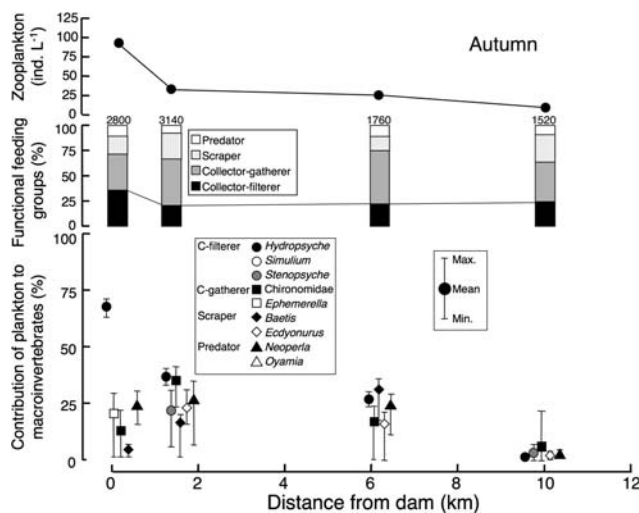 Autumn
Zooplankton
(ind. L-1)
125
100
75
50
25
0
2800
3140
1760
1520
Functional feeding
groups (%)
100
75
50
25
0
Predator
Scraper
Collector-gatherer
Collector-filterer
Contribution of plankton to
macroinvertebrates (%)
100
75
50
25
0
C-filterer Hydropsyche
Simulium
Stenopsyche
C-gatherer Chironomidae
Ephemerella
Scraper Baetis
Ecdyonurus
Predator Neoperla
Oyamia
Max.
Mean
Min.
0 2 4 6 8 10 12
Distance from dam (km)